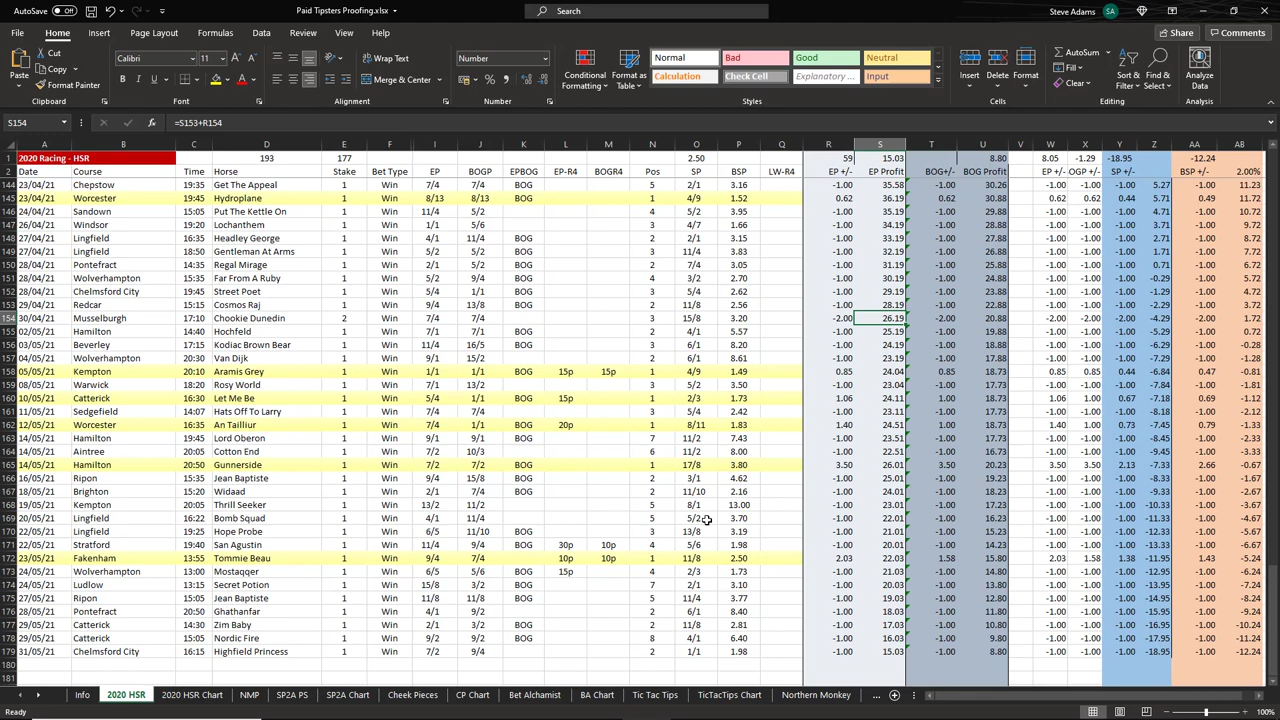 AutoSave Off Paid Tipsters Proofing.xlsx Search Steve Adams SA
File Home Insert Page Layout Formulas Data Review View Help Share Comments
Paste Cut Copy Format Painter Calibri 11 Wrap Text Merge & Center Number Conditional Formatting Format as Table Normal Bad Good Neutral Calculation Check Cell Explanatory ... Input Insert Delete Format AutoSum Fill Clear Sort & Filter Find & Select Analyze Data
Clipboard Font Alignment Number Styles Cells Editing Analysis
S154 =S153+R154
A B C D E F I J K L M N O P Q R S T U V W X Y Z AA AB
1 2020 Racing - HSR 193 177 2.50 59 15.03 8.80 8.05 -1.29 -18.95 -12.24
2 Date Course Time Horse Stake Bet Type EP BOGP EPBOG EP-R4 BOGR4 Pos SP BSP LW-R4 EP +/- EP Profit BOG+/- BOG Profit EP +/- OGP +/- SP +/- BSP +/- 2.00%
144 23/04/21 Chepstow 19:35 Get The Appeal 1 Win 7/4 7/4 BOG 5 2/1 3.16 -1.00 35.58 -1.00 30.26 -1.00 -1.00 -1.00 5.27 -1.00 11.23
145 23/04/21 Worcester 19:45 Hydroplane 1 Win 8/13 8/13 BOG 1 4/9 1.52 0.62 36.19 0.62 30.88 0.62 0.62 0.44 5.71 0.49 11.72
146 24/04/21 Sandown 15:05 Put The Kettle On 1 Win 11/4 5/2 4 5/2 3.95 -1.00 35.19 -1.00 29.88 -1.00 -1.00 -1.00 4.71 -1.00 10.72
147 26/04/21 Windsor 19:20 Lochanthem 1 Win 1/1 5/6 3 4/7 1.66 -1.00 34.19 -1.00 28.88 -1.00 -1.00 -1.00 3.71 -1.00 9.72
148 27/04/21 Lingfield 16:35 Headley George 1 Win 4/1 11/4 BOG 2 2/1 3.15 -1.00 33.19 -1.00 27.88 -1.00 -1.00 -1.00 2.71 -1.00 8.72
149 27/04/21 Lingfield 18:50 Gentleman At Arms 1 Win 5/2 5/2 BOG 3 11/4 3.83 -1.00 32.19 -1.00 26.88 -1.00 -1.00 -1.00 1.71 -1.00 7.72
150 27/04/21 Pontefract 14:35 Regal Mirage 1 Win 2/1 5/2 BOG 2 7/4 3.05 -1.00 31.19 -1.00 25.88 -1.00 -1.00 -1.00 0.71 -1.00 6.72
151 28/04/21 Wolverhampton 17:35 Far From A Ruby 1 Win 5/2 9/4 BOG 4 3/2 2.70 -1.00 30.19 -1.00 24.88 -1.00 -1.00 -1.00 -0.29 -1.00 5.72
152 29/04/21 Chelmsford City 19:45 Street Poet 1 Win 5/2 2/1 BOG 3 5/4 2.62 -1.00 29.19 -1.00 23.88 -1.00 -1.00 -1.00 -1.29 -1.00 4.72
153 29/04/21 Redcar 15:15 Cosmos Raj 1 Win 9/4 13/8 BOG 2 11/8 2.56 -1.00 28.19 -1.00 22.88 -1.00 -1.00 -1.00 -2.29 -1.00 3.72
154 30/04/21 Musselburgh 14:15 Chookie Dunedin 2 Win 7/4 7/4 3 15/8 3.20 -2.00 26.19 -2.00 20.88 -2.00 -2.00 -2.00 -4.29 -2.00 1.72
155 02/05/21 Hamilton 14:40 Hochfeld 1 Win 7/1 7/1 BOG 2 4/1 5.57 -1.00 25.19 -1.00 19.88 -1.00 -1.00 -1.00 -5.29 -1.00 0.72
156 03/05/21 Beverley 17:15 Kodiac Brown Bear 1 Win 11/4 16/5 BOG 2 6/1 8.20 -1.00 24.19 -1.00 18.88 -1.00 -1.00 -1.00 -6.29 -1.00 -0.28
157 04/05/21 Wolverhampton 20:30 Van Dijk 1 Win 9/1 15/2 2 6/1 8.61 -1.00 23.19 -1.00 17.88 -1.00 -1.00 -1.00 -7.29 -1.00 -1.28
158 05/05/21 Kempton 20:10 Aramis Grey 1 Win 1/1 1/1 BOG 15p 15p 1 4/9 1.49 0.85 24.04 0.85 18.73 0.85 0.85 0.44 -6.84 0.47 -0.81
159 08/05/21 Warwick 18:20 Rosy World 1 Win 7/1 13/2 3 5/2 3.50 -1.00 23.04 -1.00 17.73 -1.00 -1.00 -1.00 -7.84 -1.00 -1.81
160 10/05/21 Catterick 16:30 Let Me Be 1 Win 5/4 1/1 BOG 15p 1 2/3 1.73 1.06 24.11 1.00 18.73 1.06 1.00 0.67 -7.18 0.69 -1.12
161 11/05/21 Sedgefield 14:07 Hats Off To Larry 1 Win 7/2 11/4 3 5/4 2.42 -1.00 23.11 -1.00 17.73 -1.00 -1.00 -1.00 -8.18 -1.00 -2.12
162 12/05/21 Worcester 16:35 An Tailliur 1 Win 7/4 1/1 BOG 20p 1 8/11 1.83 1.40 24.51 1.00 18.73 1.40 1.00 0.73 -7.45 0.79 -1.33
163 14/05/21 Hamilton 19:45 Lord Oberon 1 Win 9/1 9/1 BOG 7 11/2 7.43 -1.00 23.51 -1.00 17.73 -1.00 -1.00 -1.00 -8.45 -1.00 -2.33
164 14/05/21 Aintree 20:35 Cotton End 1 Win 7/2 10/3 6 11/2 8.00 -1.00 22.51 -1.00 16.73 -1.00 -1.00 -1.00 -9.45 -1.00 -3.33
165 14/05/21 Hamilton 20:50 Gunnerside 1 Win 7/2 7/2 BOG 1 17/8 3.80 3.50 26.01 3.50 20.23 3.50 3.50 2.13 -7.33 2.66 -0.67
166 16/05/21 Ripon 15:35 Jean Baptiste 1 Win 9/4 15/8 BOG 2 3/1 4.62 -1.00 25.01 -1.00 19.23 -1.00 -1.00 -1.00 -8.33 -1.00 -1.67
167 18/05/21 Brighton 15:20 Widaad 1 Win 2/1 7/4 BOG 2 11/10 2.16 -1.00 24.01 -1.00 18.23 -1.00 -1.00 -1.00 -9.33 -1.00 -2.67
168 19/05/21 Kempton 20:05 Thrill Seeker 1 Win 13/2 11/2 5 8/1 13.00 -1.00 23.01 -1.00 17.23 -1.00 -1.00 -1.00 -10.33 -1.00 -3.67
169 20/05/21 Lingfield 16:22 Bomb Squad 1 Win 4/1 11/4 5 5/2 3.70 -1.00 22.01 -1.00 16.23 -1.00 -1.00 -1.00 -11.33 -1.00 -4.67
170 22/05/21 Lingfield 19:25 Hope Probe 1 Win 6/5 11/10 BOG 3 13/8 3.19 -1.00 21.01 -1.00 15.23 -1.00 -1.00 -1.00 -12.33 -1.00 -5.67
171 22/05/21 Stratford 19:40 San Agustin 1 Win 11/4 9/4 BOG 30p 10p 4 5/6 1.98 -1.00 20.01 -1.00 14.23 -1.00 -1.00 -1.00 -13.33 -1.00 -6.67
172 23/05/21 Fakenham 13:55 Tommie Beau 1 Win 9/4 7/4 10p 10p 1 11/8 2.50 2.03 22.03 1.58 15.80 2.03 1.58 1.38 -11.95 1.43 -5.24
173 24/05/21 Wolverhampton 13:00 Mostaqqer 1 Win 6/5 5/6 BOG 15p 2 2/3 1.73 -1.00 21.03 -1.00 14.80 -1.00 -1.00 -1.00 -12.95 -1.00 -6.24
174 24/05/21 Ludlow 13:15 Secret Potion 1 Win 15/8 3/2 BOG 7 2/1 3.10 -1.00 20.03 -1.00 13.80 -1.00 -1.00 -1.00 -13.95 -1.00 -7.24
175 27/05/21 Ripon 15:15 Jean Baptiste 1 Win 11/8 11/8 BOG 5 11/4 3.77 -1.00 19.03 -1.00 12.80 -1.00 -1.00 -1.00 -14.95 -1.00 -8.24
176 28/05/21 Pontefract 20:50 Ghathanfar 1 Win 4/1 9/2 2 6/1 8.40 -1.00 18.03 -1.00 11.80 -1.00 -1.00 -1.00 -15.95 -1.00 -9.24
177 29/05/21 Catterick 14:30 Zim Baby 1 Win 2/1 2/1 BOG 3 11/8 2.81 -1.00 17.03 -1.00 10.80 -1.00 -1.00 -1.00 -16.95 -1.00 -10.24
178 29/05/21 Catterick 15:05 Nordic Fire 1 Win 9/2 9/2 BOG 8 4/1 6.40 -1.00 16.03 -1.00 9.80 -1.00 -1.00 -1.00 -17.95 -1.00 -11.24
179 31/05/21 Chelmsford City 16:15 Highfield Princess 1 Win 7/2 9/4 2 1/1 1.98 -1.00 15.03 -1.00 8.80 -1.00 -1.00 -1.00 -18.95 -1.00 -12.24
180
181
Info 2020 HSR 2020 HSR Chart NMP SP2A PS SP2A Chart Cheek Pieces CP Chart Bet Alchamist BA Chart Tic Tac Tips TicTacTips Chart Northern Monkey ...
Ready 100%